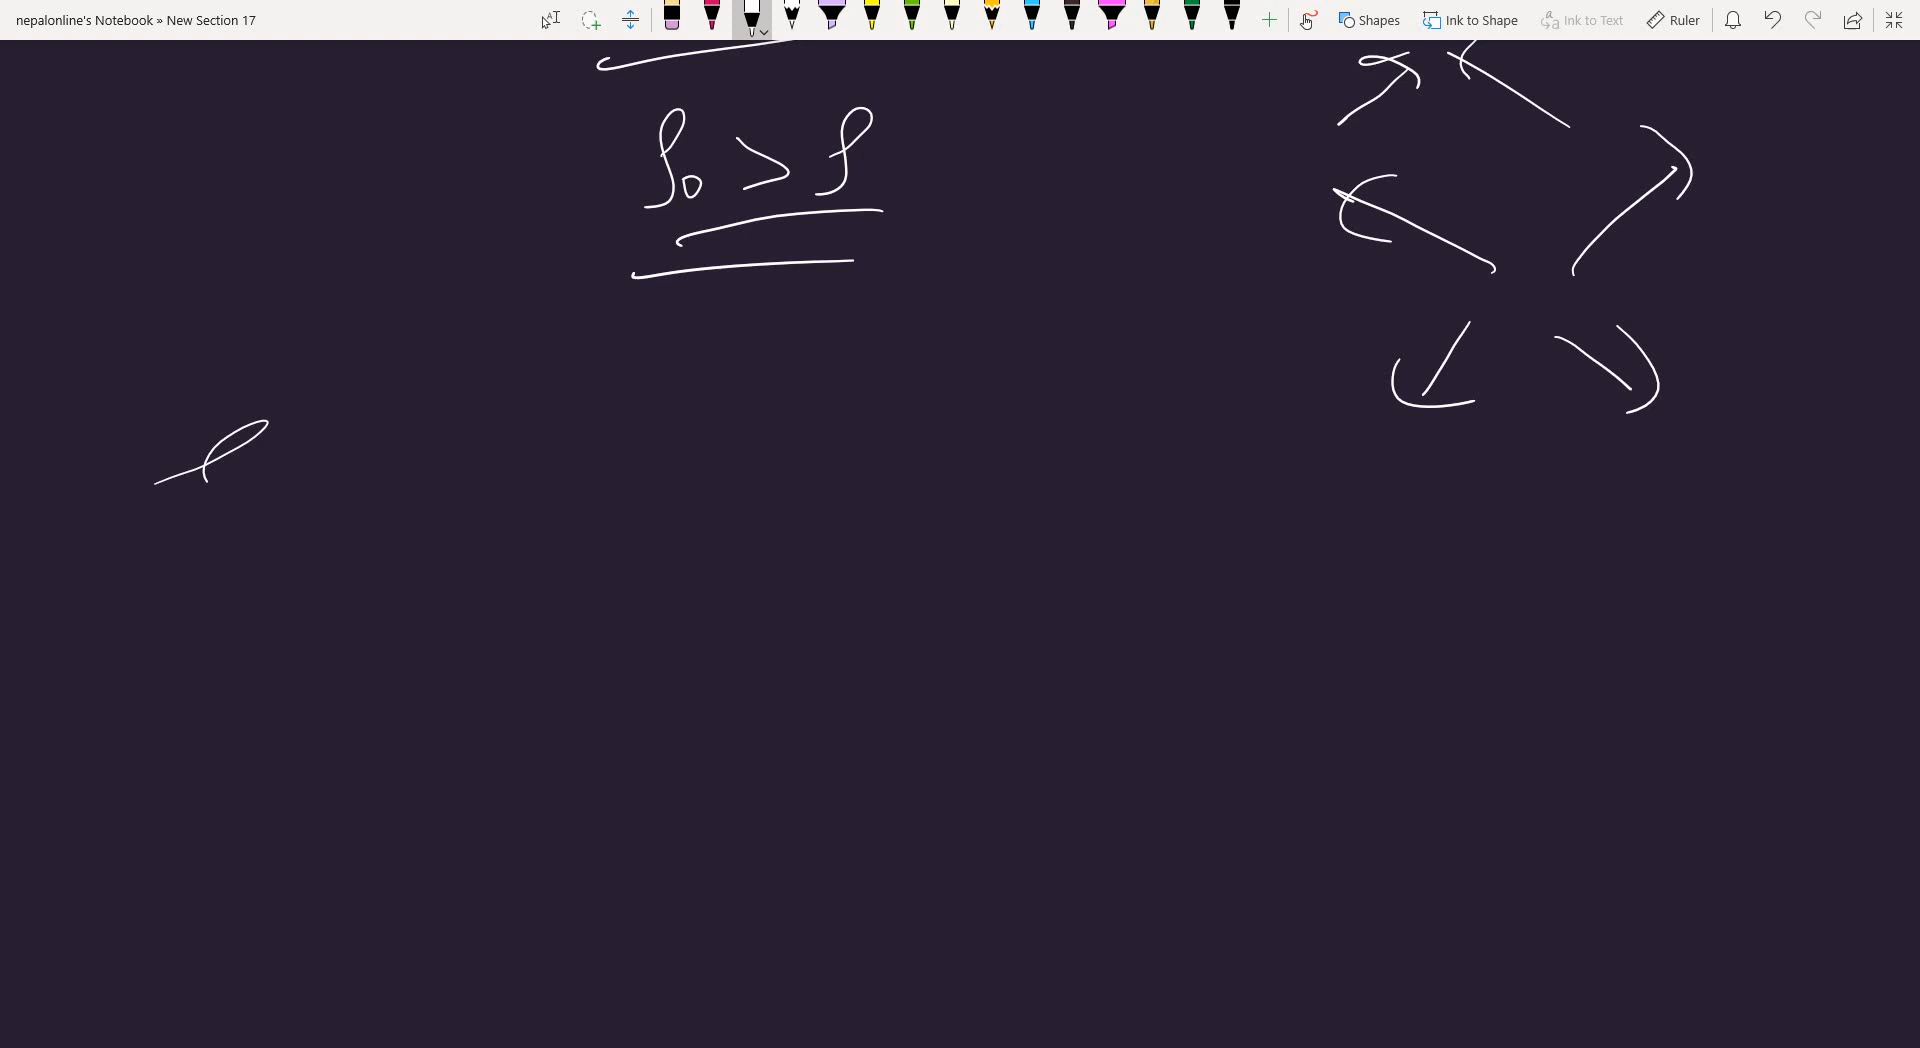 nepalonline's Notebook » New Section 17
Shapes
Ink to Shape
Ink to Text
Ruler
ρ₀ > ρ